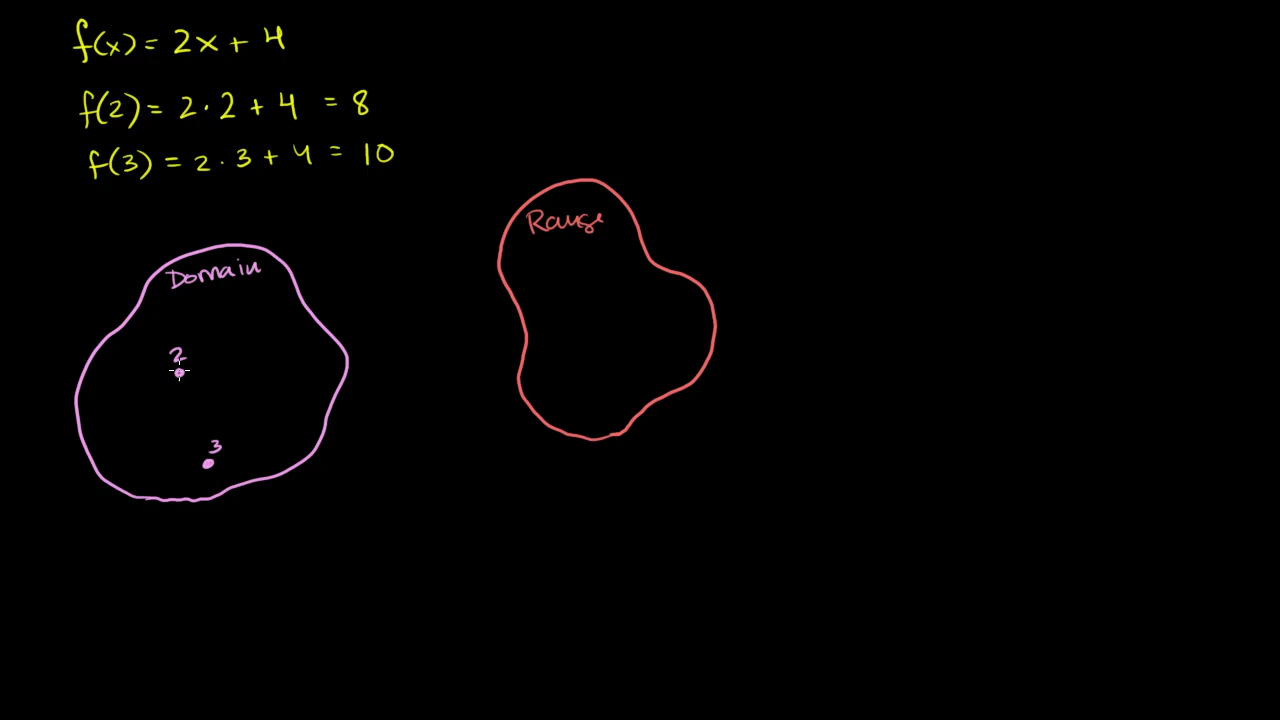 f(x) = 2x + 4
f(2) = 2 · 2 + 4 = 8
f(3) = 2 · 3 + 4 = 10
Range
Domain
2
3